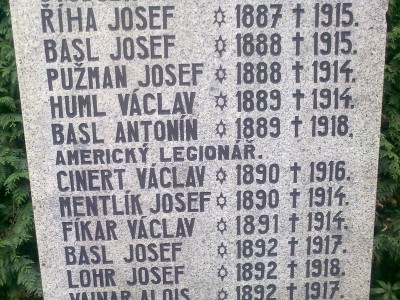 ŘÍHA JOSEF ✡ 1887 † 1915.
BASL JOSEF ✡ 1888 † 1915.
PUŽMAN JOSEF ✡ 1888 † 1914.
HUML VÁCLAV ✡ 1889 † 1914.
BASL ANTONÍN ✡ 1889 † 1918.
AMERICKÝ LEGIONÁŘ.
CINERT VÁCLAV ✡ 1890 † 1916.
MENTLÍK JOSEF ✡ 1890 † 1914.
FÍKAR VÁCLAV ✡ 1891 † 1914.
BASL JOSEF ✡ 1892 † 1917.
LOHR JOSEF ✡ 1892 † 1918.
VAJNAR ALOIS ✡ 1892 † 1917